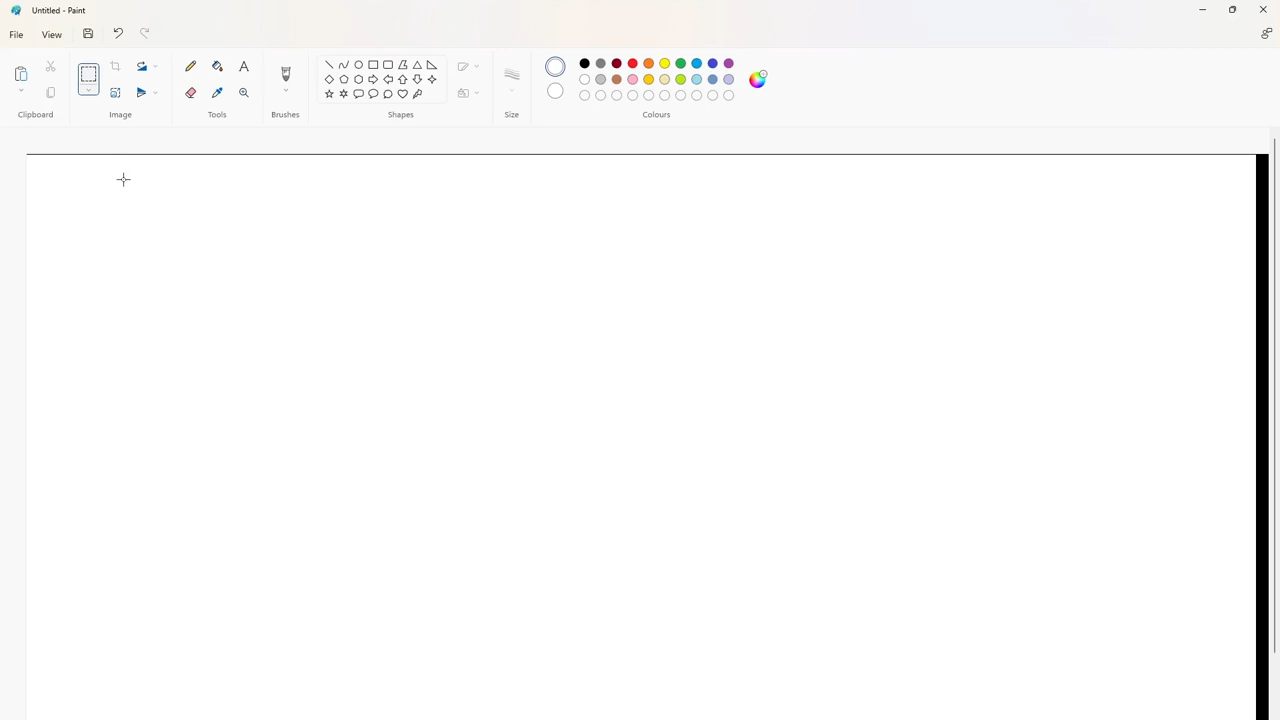 Untitled - Paint
File View
Clipboard Image Tools Brushes Shapes Size Colours